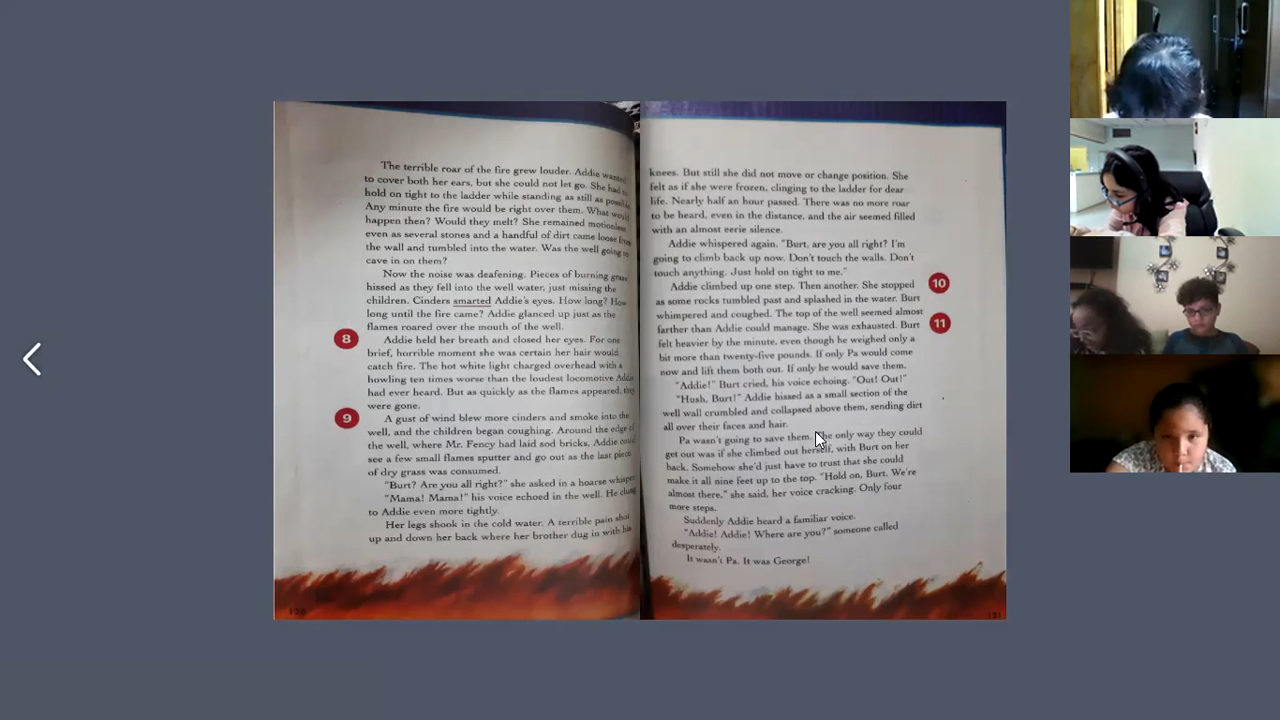 The terrible roar of the fire grew louder. Addie wanted
to cover both her ears, but she could not let go. She had to
hold on tight to the ladder while standing as still as possible.
Any minute the fire would be right over them. What would
happen then? Would they melt? She remained motionless
even as several stones and a handful of dirt came loose from
the wall and tumbled into the water. Was the well going to
cave in on them?
Now the noise was deafening. Pieces of burning grass
hissed as they fell into the well water, just missing the
children. Cinders smarted Addie's eyes. How long? How
long until the fire came? Addie glanced up just as the
flames roared over the mouth of the well.
8
Addie held her breath and closed her eyes. For one
brief, horrible moment she was certain her hair would
catch fire. The hot white light charged overhead with a
howling ten times worse than the loudest locomotive Addie
had ever heard. But as quickly as the flames appeared, they
were gone.
9
A gust of wind blew more cinders and smoke into the
well, and the children began coughing. Around the edge of
the well, where Mr. Fency had laid sod bricks, Addie could
see a few small flames sputter and go out as the last piece
of dry grass was consumed.
"Burt? Are you all right?" she asked in a hoarse whisper.
"Mama! Mama!" his voice echoed in the well. He clung
to Addie even more tightly.
Her legs shook in the cold water. A terrible pain shot
up and down her back where her brother dug in with his
120
knees. But still she did not move or change position. She
felt as if she were frozen, clinging to the ladder for dear
life. Nearly half an hour passed. There was no more roar
to be heard, even in the distance, and the air seemed filled
with an almost eerie silence.
Addie whispered again. "Burt, are you all right? I'm
going to climb back up now. Don't touch the walls. Don't
touch anything. Just hold on tight to me."
10
Addie climbed up one step. Then another. She stopped
as some rocks tumbled past and splashed in the water. Burt
whimpered and coughed. The top of the well seemed almost
11
farther than Addie could manage. She was exhausted. Burt
felt heavier by the minute, even though he weighed only a
bit more than twenty-five pounds. If only Pa would come
now and lift them both out. If only he would save them.
"Addie!" Burt cried, his voice echoing. "Out! Out!"
"Hush, Burt!" Addie hissed as a small section of the
well wall crumbled and collapsed above them, sending dirt
all over their faces and hair.
Pa wasn't going to save them. The only way they could
get out was if she climbed out herself, with Burt on her
back. Somehow she'd just have to trust that she could
make it all nine feet up to the top. "Hold on, Burt. We're
almost there," she said, her voice cracking. Only four
more steps.
Suddenly Addie heard a familiar voice.
"Addie! Addie! Where are you?" someone called
desperately.
It wasn't Pa. It was George!
121